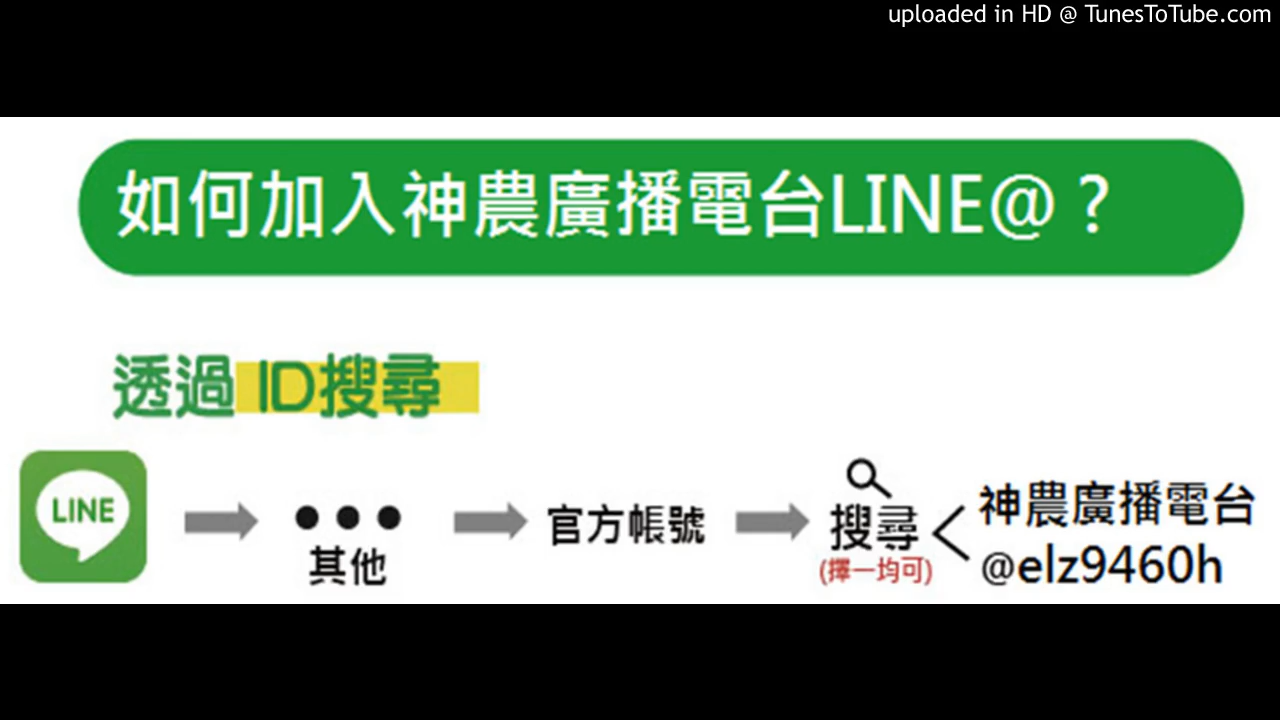 uploaded in HD @ TunesToTube.com
如何加入神農廣播電台LINE@？
透過 ID搜尋
LINE
其他
官方帳號
搜尋
(擇一均可)
神農廣播電台
@elz9460h